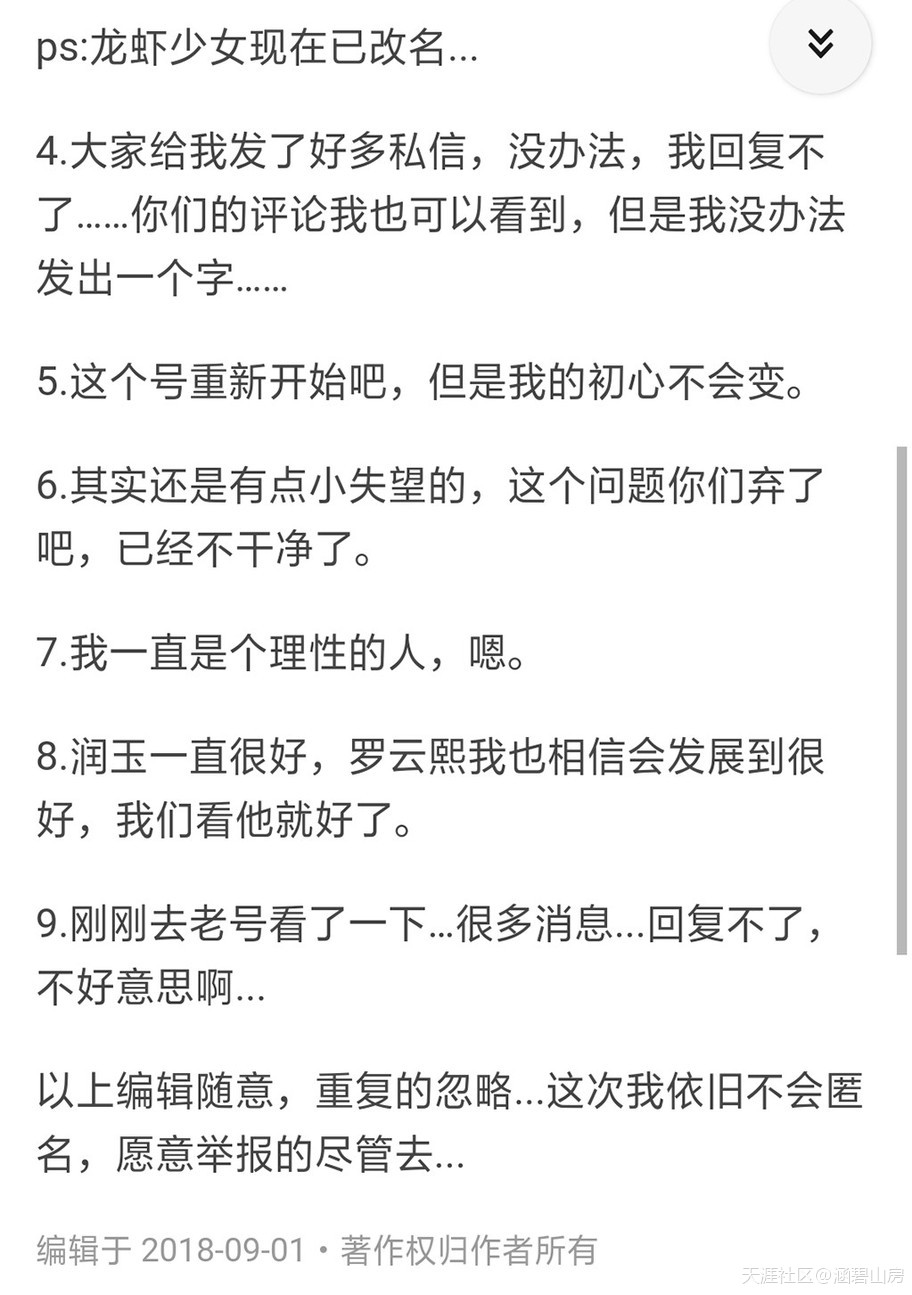 ps:龙虾少女现在已改名...
4.大家给我发了好多私信，没办法，我回复不
了......你们的评论我也可以看到，但是我没办法
发出一个字......
5.这个号重新开始吧，但是我的初心不会变。
6.其实还是有点小失望的，这个问题你们弃了
吧，已经不干净了。
7.我一直是个理性的人，嗯。
8.润玉一直很好，罗云熙我也相信会发展到很
好，我们看他就好了。
9.刚刚去老号看了一下...很多消息...回复不了，
不好意思啊...
以上编辑随意，重复的忽略...这次我依旧不会匿
名，愿意举报的尽管去...
编辑于 2018-09-01 · 著作权归作者所有
天涯社区@涵碧山房